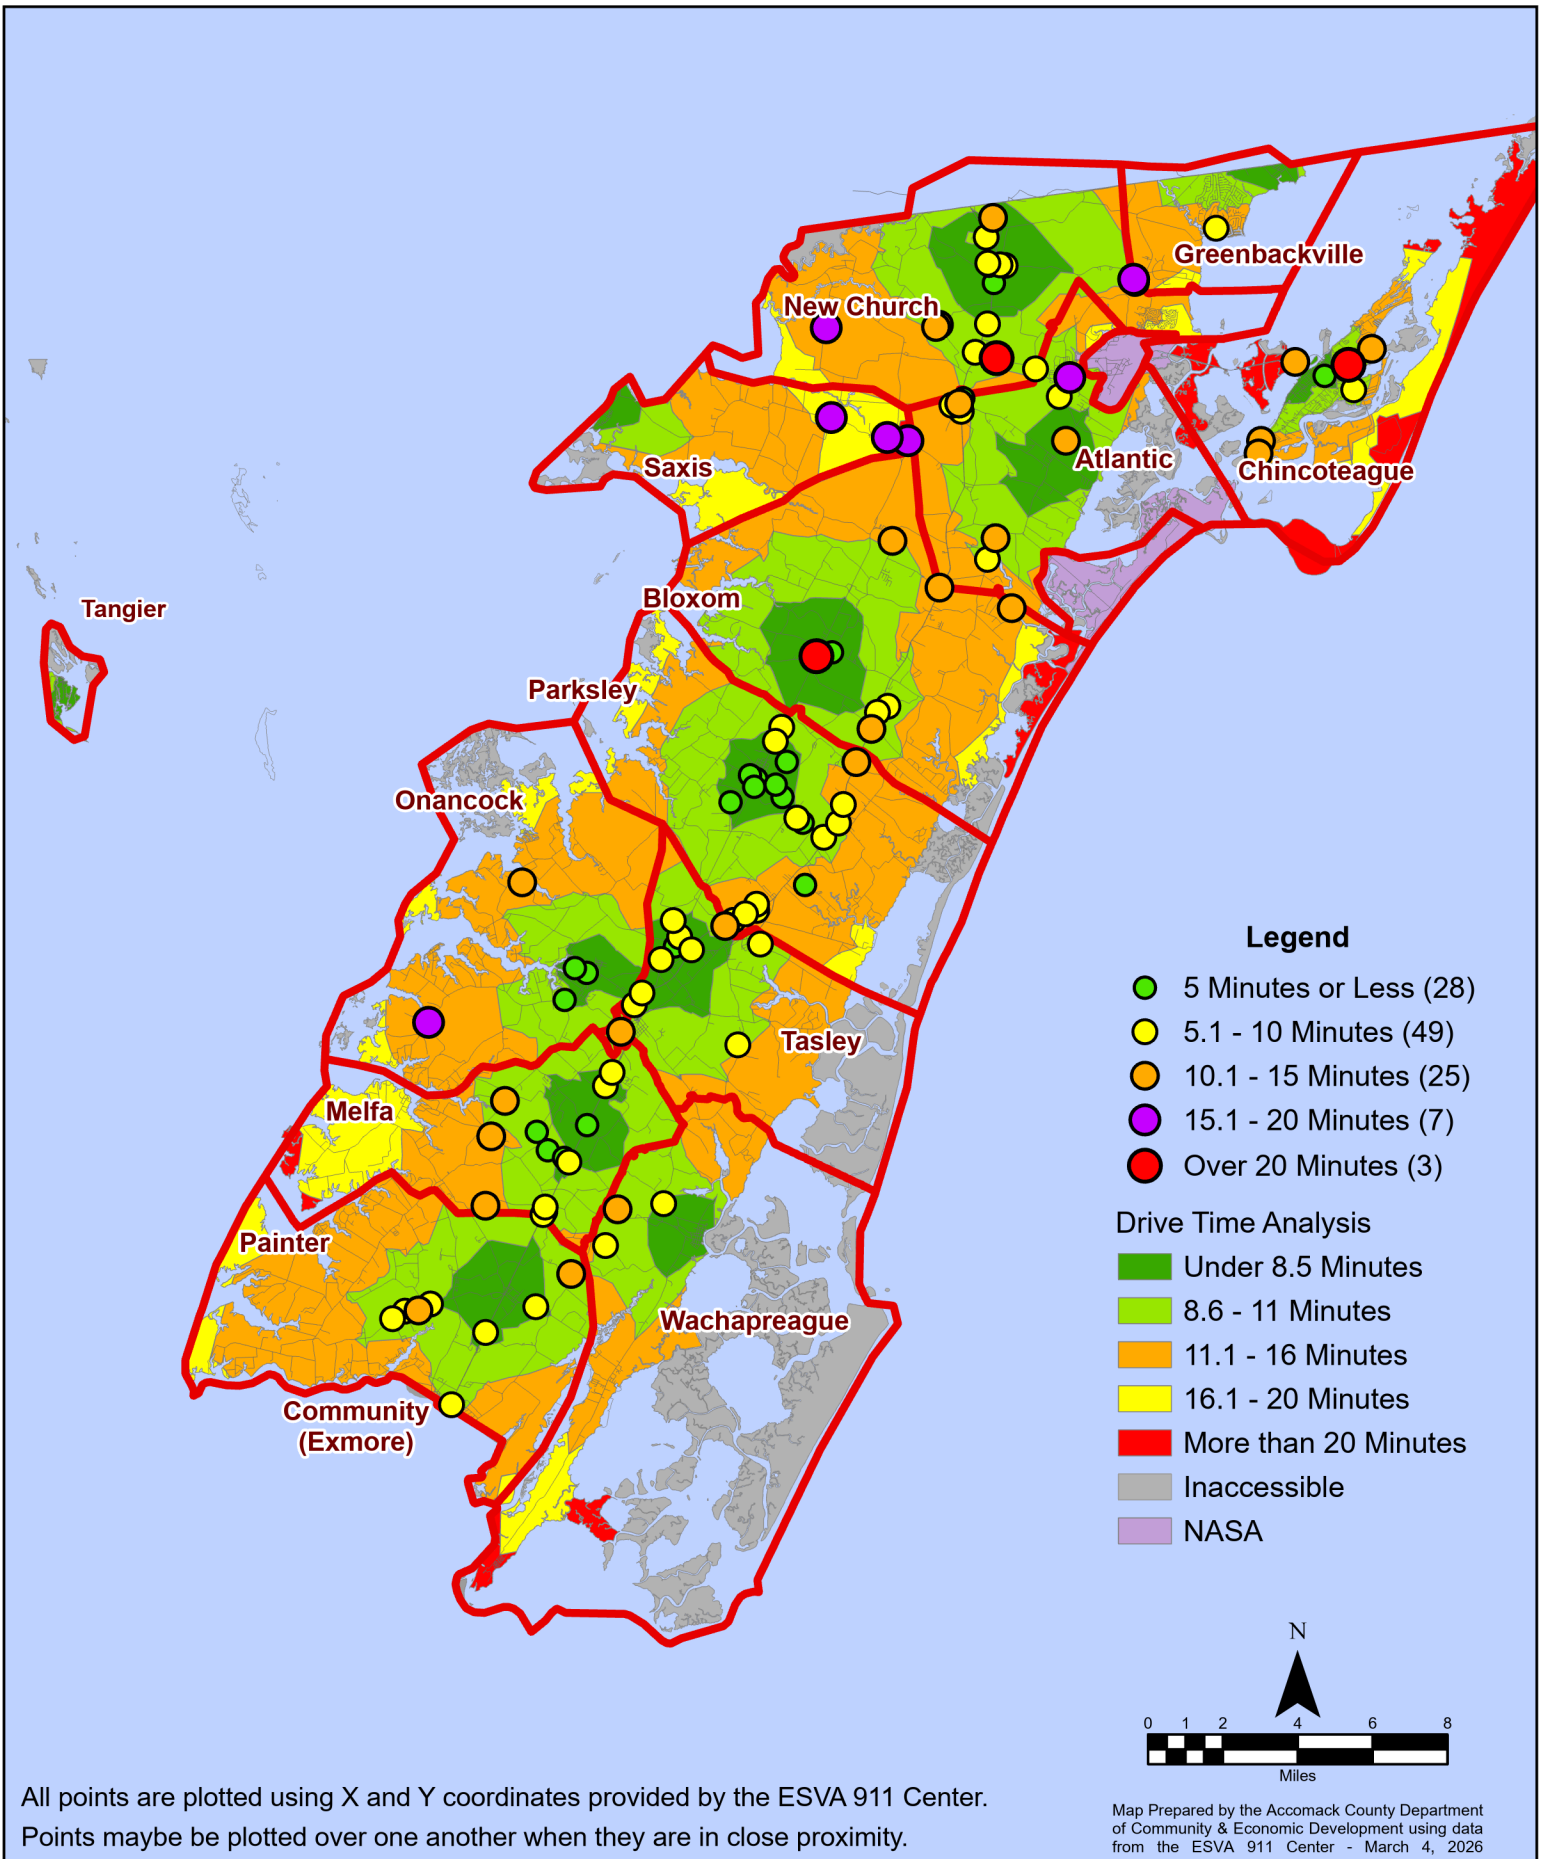 Greenbackville
New Church
Atlantic
Chincoteague
Saxis
Bloxom
Tangier
Parksley
Onancock
Tasley
Melfa
Painter
Wachapreague
Community
(Exmore)
Legend
5 Minutes or Less (28)
5.1 - 10 Minutes (49)
10.1 - 15 Minutes (25)
15.1 - 20 Minutes (7)
Over 20 Minutes (3)
Drive Time Analysis
Under 8.5 Minutes
8.6 - 11 Minutes
11.1 - 16 Minutes
16.1 - 20 Minutes
More than 20 Minutes
Inaccessible
NASA
N
0 1 2 4 6 8
Miles
All points are plotted using X and Y coordinates provided by the ESVA 911 Center.
Points maybe be plotted over one another when they are in close proximity.
Map Prepared by the Accomack County Department
of Community & Economic Development using data
from the ESVA 911 Center - March 4, 2026